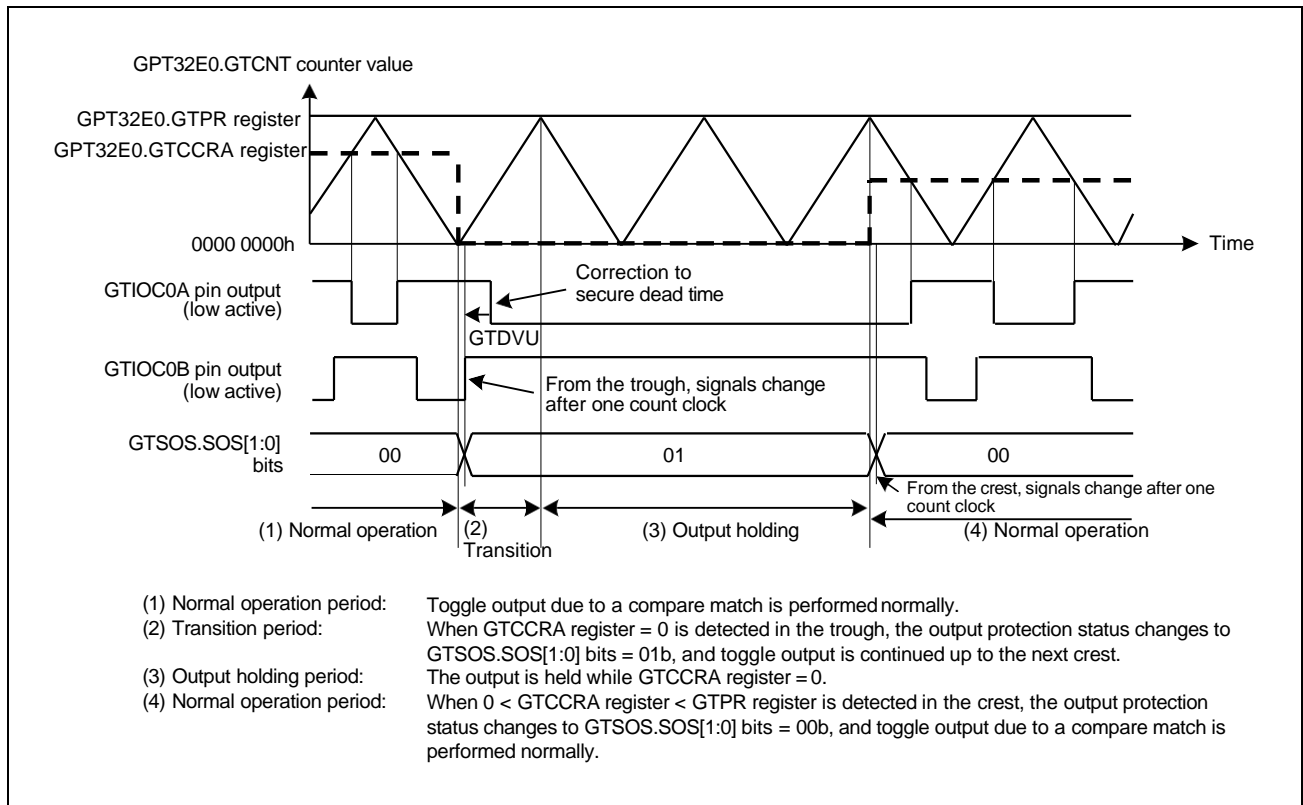 GPT32E0.GTCNT counter value
GPT32E0.GTPR register
GPT32E0.GTCCRA register
0000 0000h
Time
GTIOC0A pin output
(low active)
Correction to
secure dead time
GTDVU
GTIOC0B pin output
(low active)
From the trough, signals change
after one count clock
GTSOS.SOS[1:0]
bits
00
01
00
From the crest, signals change after one
count clock
(1) Normal operation
(2)
Transition
(3) Output holding
(4) Normal operation
(1) Normal operation period: Toggle output due to a compare match is performed normally.
(2) Transition period: When GTCCRA register = 0 is detected in the trough, the output protection status changes to
GTSOS.SOS[1:0] bits = 01b, and toggle output is continued up to the next crest.
(3) Output holding period: The output is held while GTCCRA register = 0.
(4) Normal operation period: When 0 < GTCCRA register < GTPR register is detected in the crest, the output protection
status changes to GTSOS.SOS[1:0] bits = 00b, and toggle output due to a compare match is
performed normally.